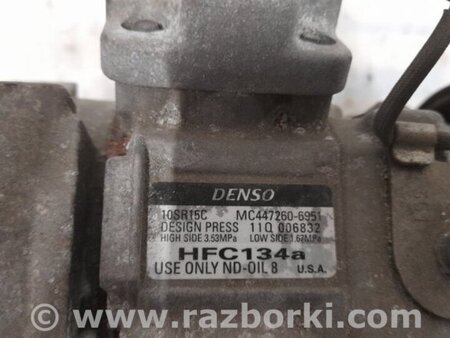 DENSO
10SR15C MC447260-6951
DESIGN PRESS 11Q 006832
HIGH SIDE 3.53MPa LOW SIDE 1.67MPa
HFC134a
USE ONLY ND-OIL 8 U.S.A.
www.razborki.com